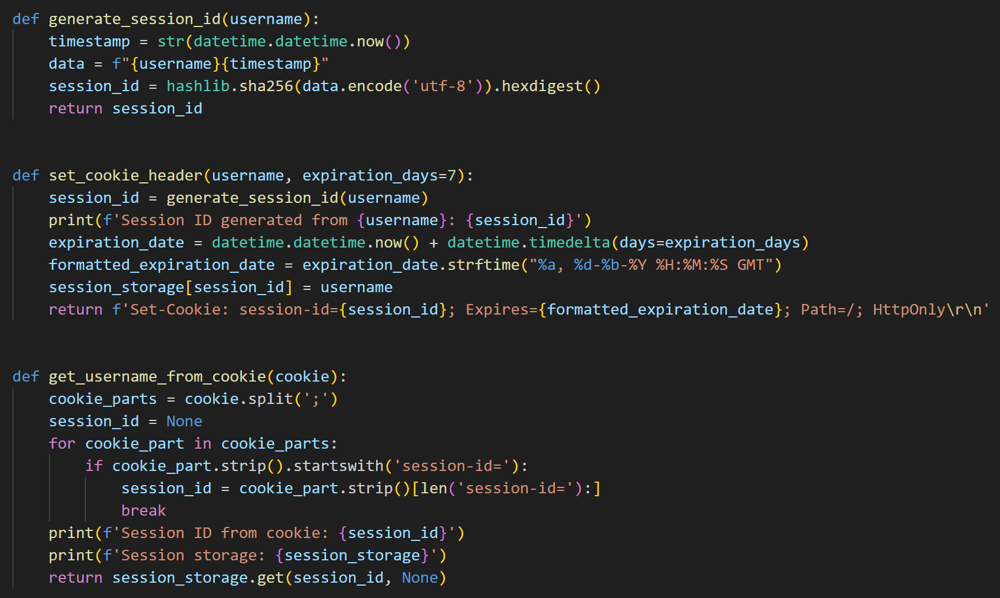 def generate_session_id(username):
    timestamp = str(datetime.datetime.now())
    data = f"{username}{timestamp}"
    session_id = hashlib.sha256(data.encode('utf-8')).hexdigest()
    return session_id

def set_cookie_header(username, expiration_days=7):
    session_id = generate_session_id(username)
    print(f'Session ID generated from {username}: {session_id}')
    expiration_date = datetime.datetime.now() + datetime.timedelta(days=expiration_days)
    formatted_expiration_date = expiration_date.strftime("%a, %d-%b-%Y %H:%M:%S GMT")
    session_storage[session_id] = username
    return f'Set-Cookie: session-id={session_id}; Expires={formatted_expiration_date}; Path=/; HttpOnly\r\n'

def get_username_from_cookie(cookie):
    cookie_parts = cookie.split(';')
    session_id = None
    for cookie_part in cookie_parts:
        if cookie_part.strip().startswith('session-id='):
            session_id = cookie_part.strip()[len('session-id='):]
            break
    print(f'Session ID from cookie: {session_id}')
    print(f'Session storage: {session_storage}')
    return session_storage.get(session_id, None)